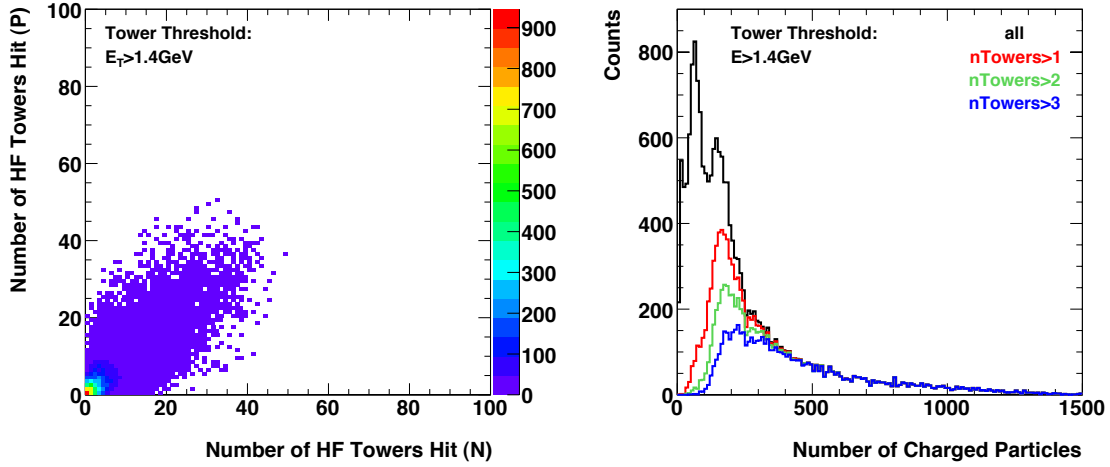 Number of HF Towers Hit (P)
100
80
60
40
20
0
Tower Threshold:
E_T>1.4GeV
0 20 40 60 80 100
Number of HF Towers Hit (N)
900
800
700
600
500
400
300
200
100
0
Counts
800
600
400
200
0
Tower Threshold:
E>1.4GeV
all
nTowers>1
nTowers>2
nTowers>3
0 500 1000 1500
Number of Charged Particles